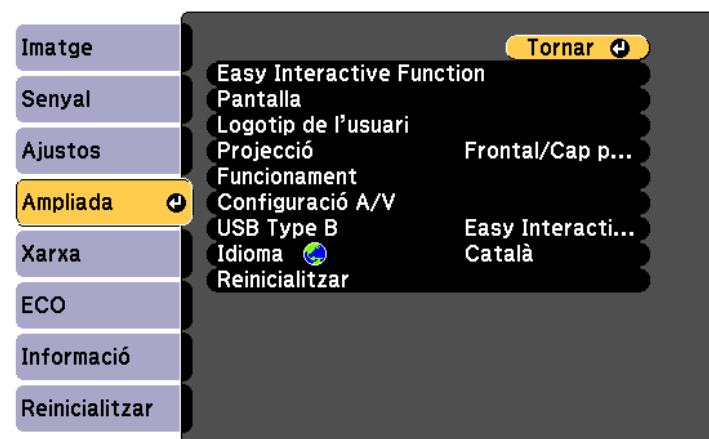 Imatge
Senyal
Ajustos
Ampliada
Xarxa
ECO
Informació
Reinicialitzar
Tornar
Easy Interactive Function
Pantalla
Logotip de l'usuari
Projecció Frontal/Cap p...
Funcionament
Configuració A/V
USB Type B Easy Interacti...
Idioma Català
Reinicialitzar